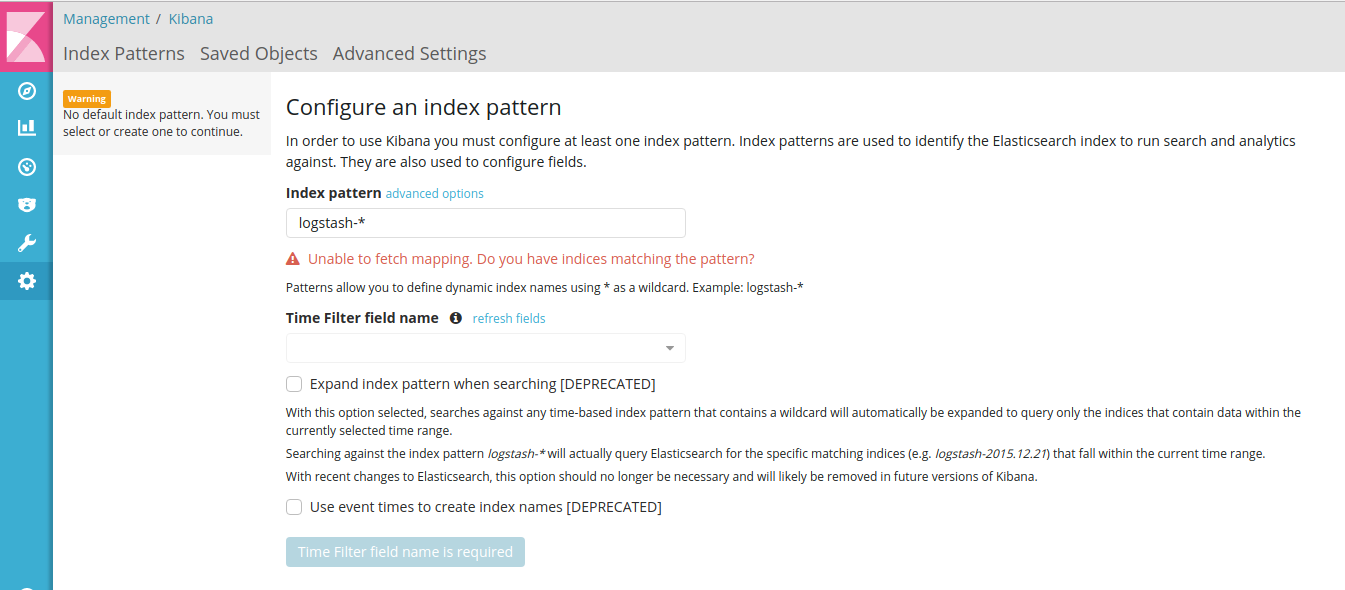 Management / Kibana
Index Patterns Saved Objects Advanced Settings
Warning
No default index pattern. You must
select or create one to continue.
Configure an index pattern
In order to use Kibana you must configure at least one index pattern. Index patterns are used to identify the Elasticsearch index to run search and analytics
against. They are also used to configure fields.
Index pattern advanced options
logstash-*
Unable to fetch mapping. Do you have indices matching the pattern?
Patterns allow you to define dynamic index names using * as a wildcard. Example: logstash-*
Time Filter field name refresh fields
Expand index pattern when searching [DEPRECATED]
With this option selected, searches against any time-based index pattern that contains a wildcard will automatically be expanded to query only the indices that contain data within the
currently selected time range.
Searching against the index pattern logstash-* will actually query Elasticsearch for the specific matching indices (e.g. logstash-2015.12.21) that fall within the current time range.
With recent changes to Elasticsearch, this option should no longer be necessary and will likely be removed in future versions of Kibana.
Use event times to create index names [DEPRECATED]
Time Filter field name is required